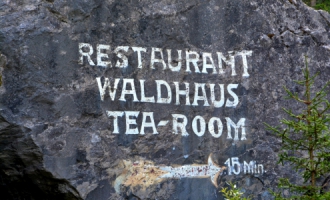 RESTAURANT
WALDHAUS
TEA-ROOM
15 Min.